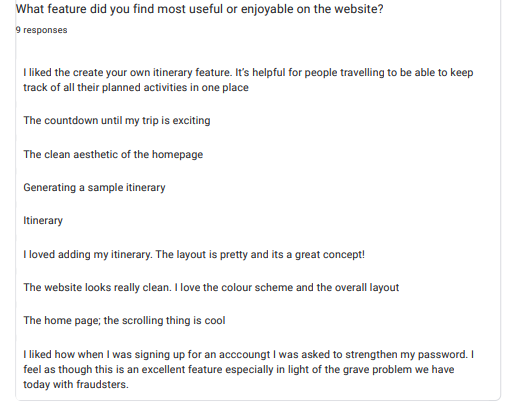 What feature did you find most useful or enjoyable on the website?
9 responses
I liked the create your own itinerary feature. It's helpful for people travelling to be able to keep
track of all their planned activities in one place
The countdown until my trip is exciting
The clean aesthetic of the homepage
Generating a sample itinerary
Itinerary
I loved adding my itinerary. The layout is pretty and its a great concept!
The website looks really clean. I love the colour scheme and the overall layout
The home page; the scrolling thing is cool
I liked how when I was signing up for an acccoungt I was asked to strengthen my password. I
feel as though this is an excellent feature especially in light of the grave problem we have
today with fraudsters.